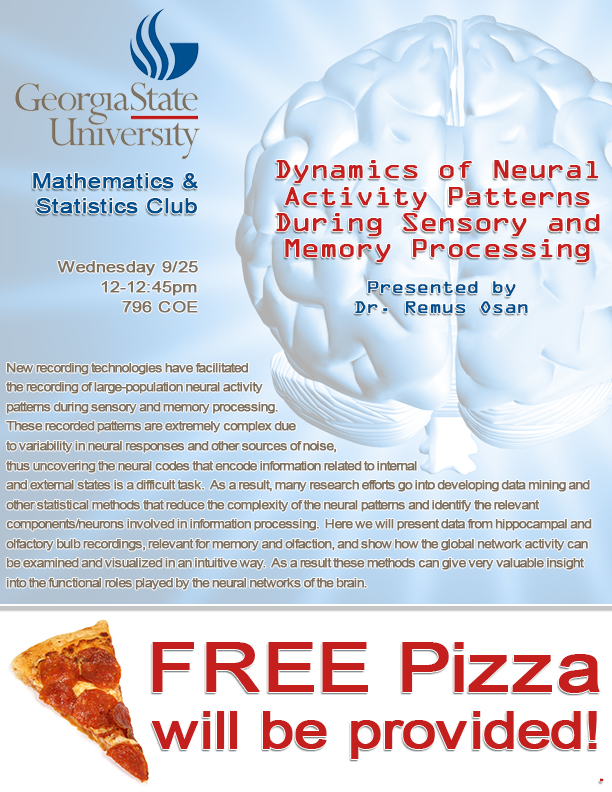 GeorgiaState
University
Mathematics &
Statistics Club
Wednesday 9/25
12-12:45pm
796 COE
Dynamics of Neural
Activity Patterns
During Sensory and
Memory Processing
Presented by
Dr. Remus Osan
New recording technologies have facilitated
the recording of large-population neural activity
patterns during sensory and memory processing.
These recorded patterns are extremely complex due
to variability in neural responses and other sources of noise,
thus uncovering the neural codes that encode information related to internal
and external states is a difficult task.  As a result, many research efforts go into developing data mining and
other statistical methods that reduce the complexity of the neural patterns and identify the relevant
components/neurons involved in information processing.  Here we will present data from hippocampal and
olfactory bulb recordings, relevant for memory and olfaction, and show how the global network activity can
be examined and visualized in an intuitive way.  As a result these methods can give very valuable insight
into the functional roles played by the neural networks of the brain.
FREE Pizza
will be provided!